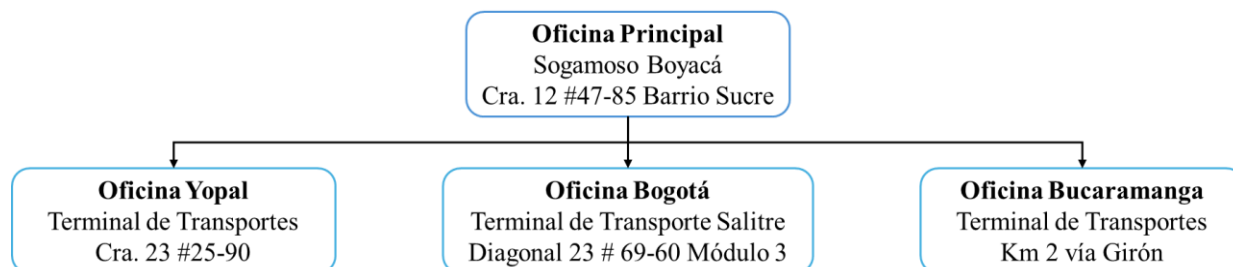 Oficina Principal
Sogamoso Boyacá
Cra. 12 #47-85 Barrio Sucre
Oficina Yopal
Terminal de Transportes
Cra. 23 #25-90
Oficina Bogotá
Terminal de Transporte Salitre
Diagonal 23 # 69-60 Módulo 3
Oficina Bucaramanga
Terminal de Transportes
Km 2 vía Girón